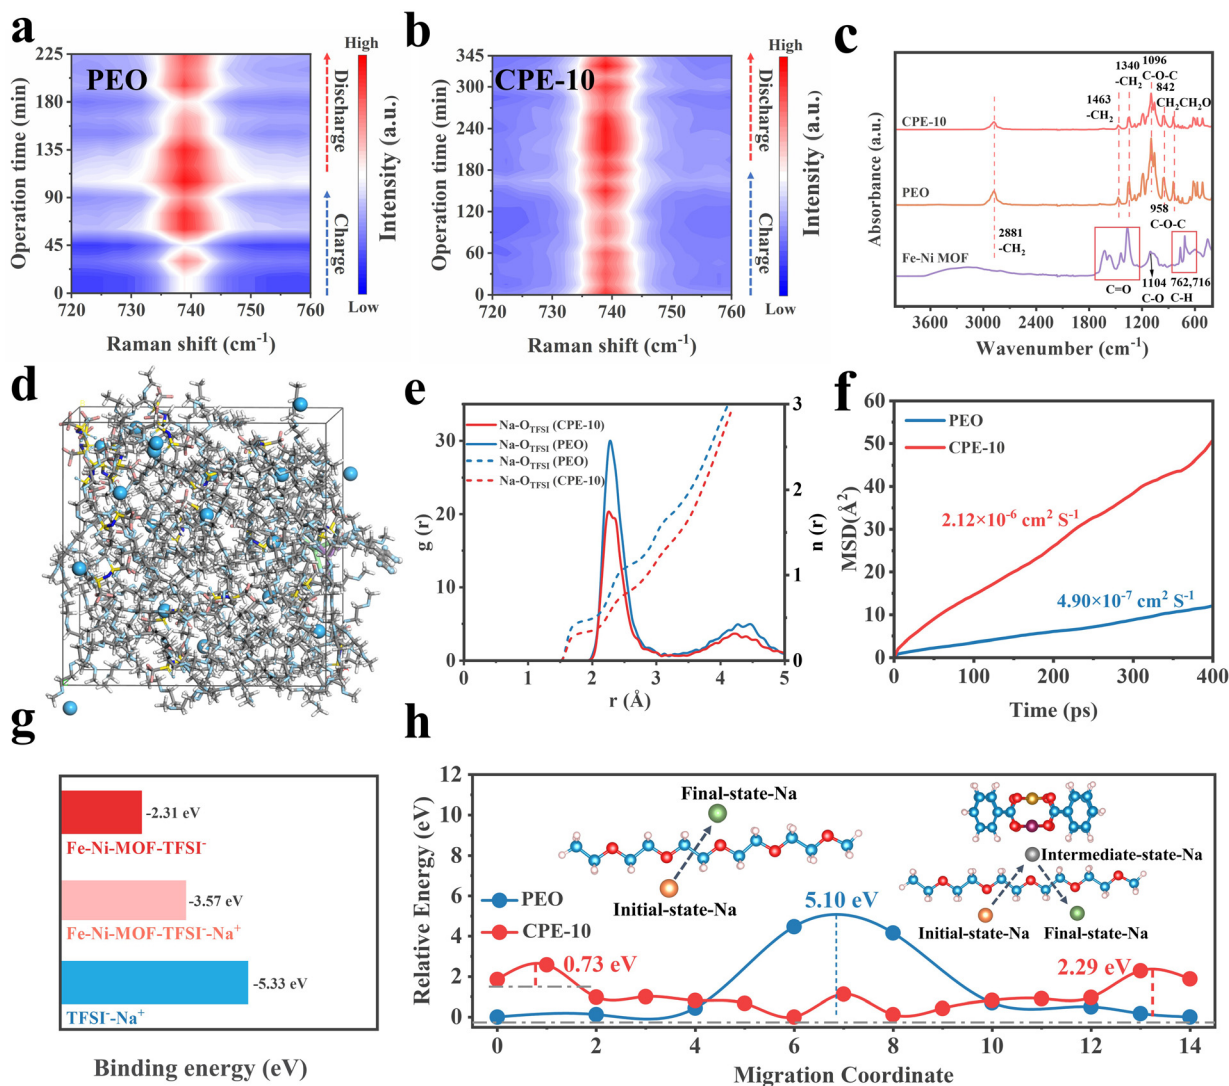 a
PEO
225
180
135
90
45
0
Operation time (min)
720 730 740 750 760
Raman shift (cm⁻¹)
Discharge
Charge
High
Low
Intensity (a.u.)
b
CPE-10
345
300
240
180
120
60
0
Operation time (min)
720 730 740 750 760
Raman shift (cm⁻¹)
Discharge
Charge
High
Low
Intensity (a.u.)
c
Absorbance (a.u.)
CPE-10
PEO
Fe-Ni MOF
1463
-CH₂
1340
-CH₂
1096
C-O-C
842
CH₂CH₂O
958
C-O-C
2881
-CH₂
C=O
1104
C-O
762,716
C-H
3600 3000 2400 1800 1200 600
Wavenumber (cm⁻¹)
d
e
Na-OTFSI (CPE-10)
Na-OTFSI (PEO)
Na-OTFSI (PEO)
Na-OTFSI (CPE-10)
30
20
10
0
g (r)
3
2
1
0
n (r)
0 1 2 3 4 5
r (Å)
f
PEO
CPE-10
60
50
40
30
20
10
0
MSD(Å²)
2.12×10⁻⁶ cm² S⁻¹
4.90×10⁻⁷ cm² S⁻¹
0 100 200 300 400
Time (ps)
g
-2.31 eV
Fe-Ni-MOF-TFSI⁻
-3.57 eV
Fe-Ni-MOF-TFSI⁻-Na⁺
-5.33 eV
TFSI⁻-Na⁺
Binding energy (eV)
h
12
10
8
6
4
2
0
Relative Energy (eV)
Final-state-Na
Initial-state-Na
Intermediate-state-Na
Initial-state-Na
Final-state-Na
PEO
CPE-10
5.10 eV
0.73 eV
2.29 eV
0 2 4 6 8 10 12 14
Migration Coordinate